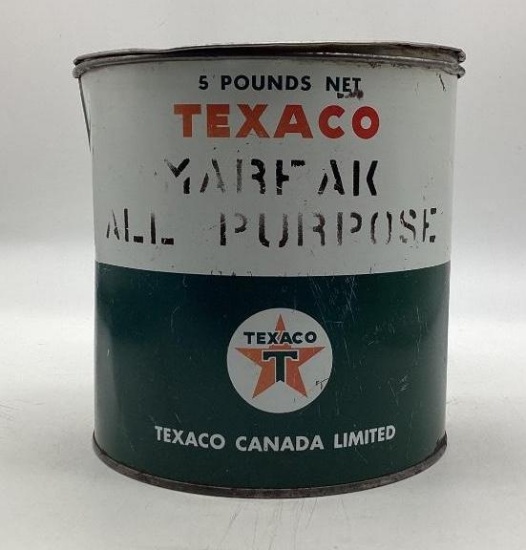 5 POUNDS NET
TEXACO
MARFAK
ALL PURPOSE
TEXACO
T
TEXACO CANADA LIMITED